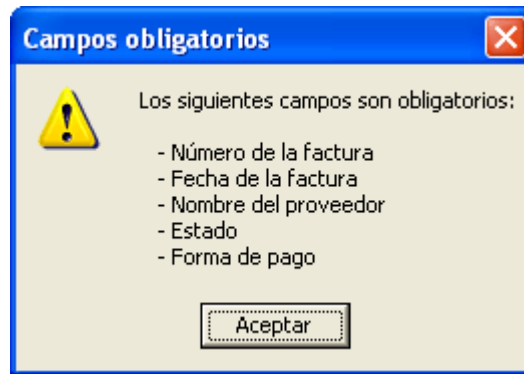 Campos obligatorios
Los siguientes campos son obligatorios:
- Número de la factura
- Fecha de la factura
- Nombre del proveedor
- Estado
- Forma de pago
Aceptar